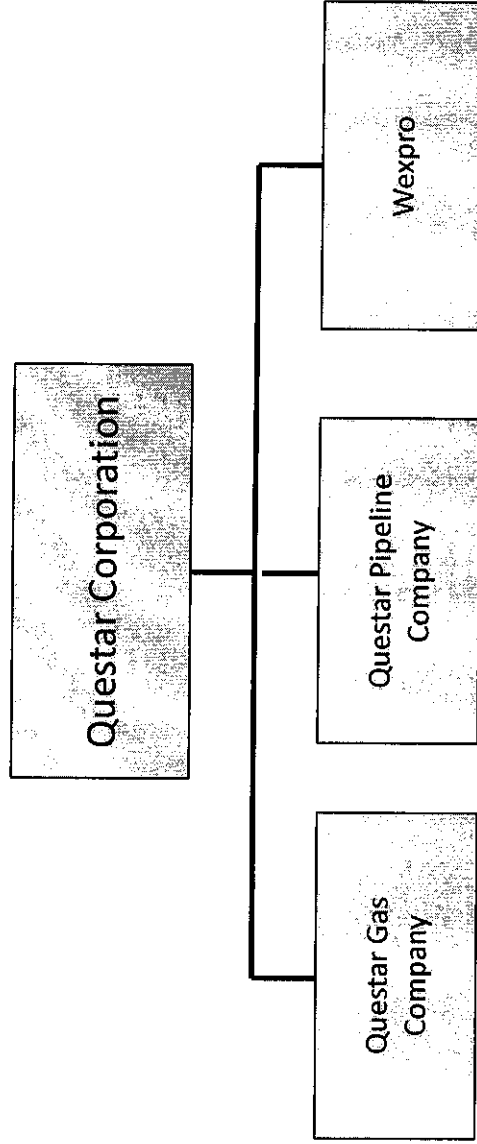 Questar Corporation
Questar Gas
Company
Questar Pipeline
Company
Wexpro